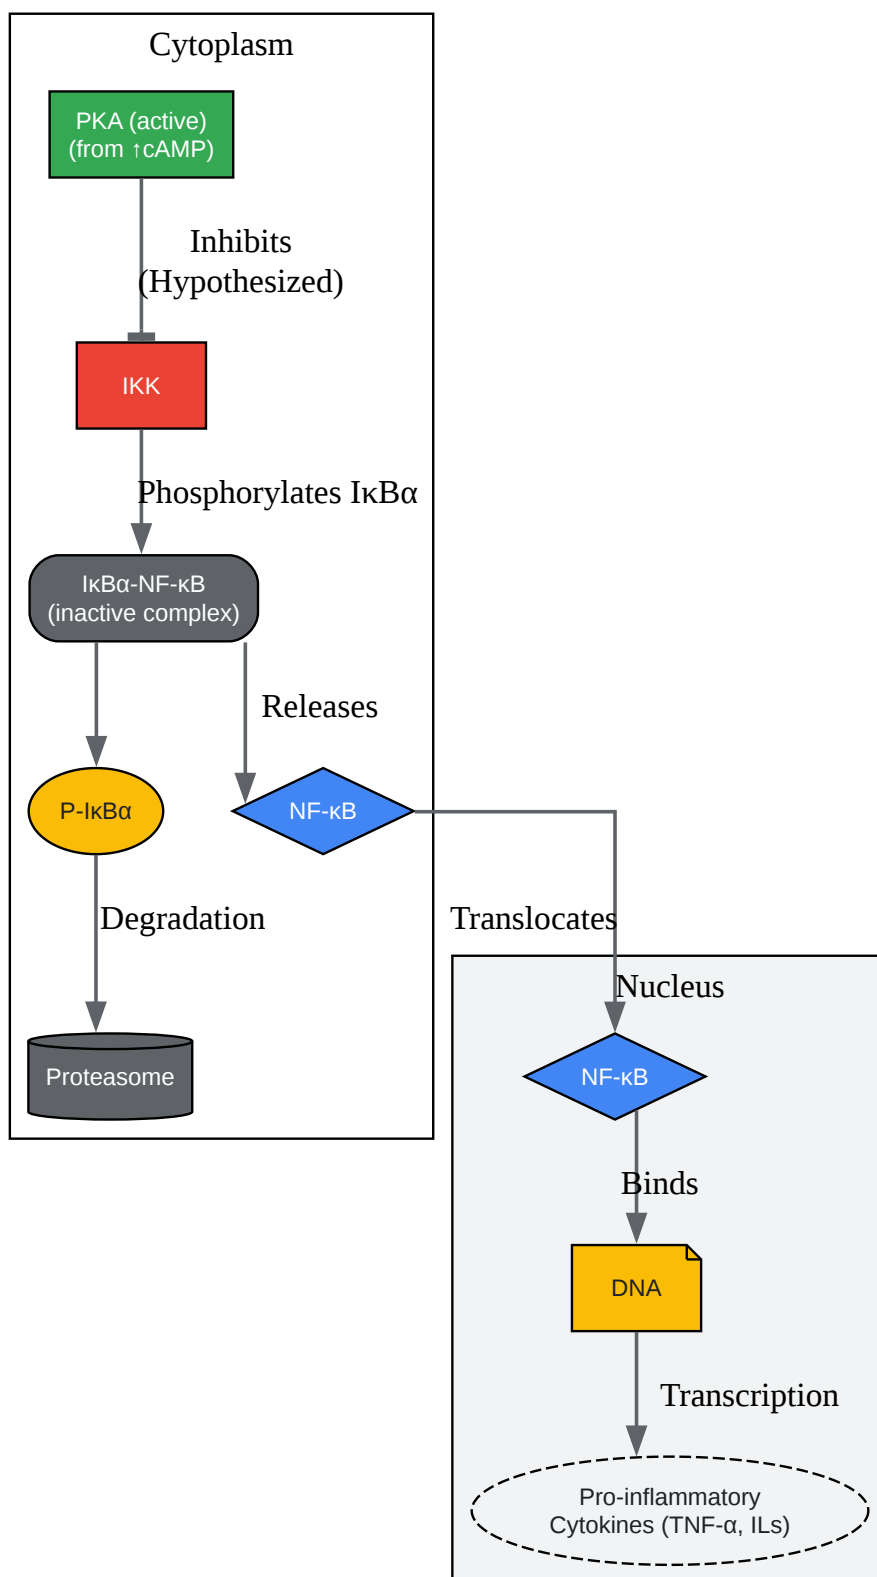 Cytoplasm
PKA (active)
(from ↑cAMP)
Inhibits
(Hypothesized)
IKK
Phosphorylates IκBα
IκBα-NF-κB
(inactive complex)
Releases
P-IκBα
NF-κB
Degradation
Translocates
Nucleus
Proteasome
NF-κB
Binds
DNA
Transcription
Pro-inflammatory
Cytokines (TNF-α, ILs)